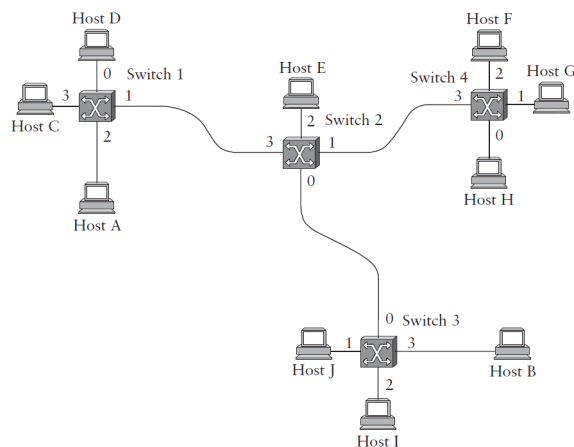 Host D
Host F
0
Switch 1
Host E
Switch 4
2
Host G
3
1
3
1
Host C
2
Switch 2
2
3
1
0
0
Host A
Host H
0
Switch 3
1
3
Host J
2
Host B
Host I